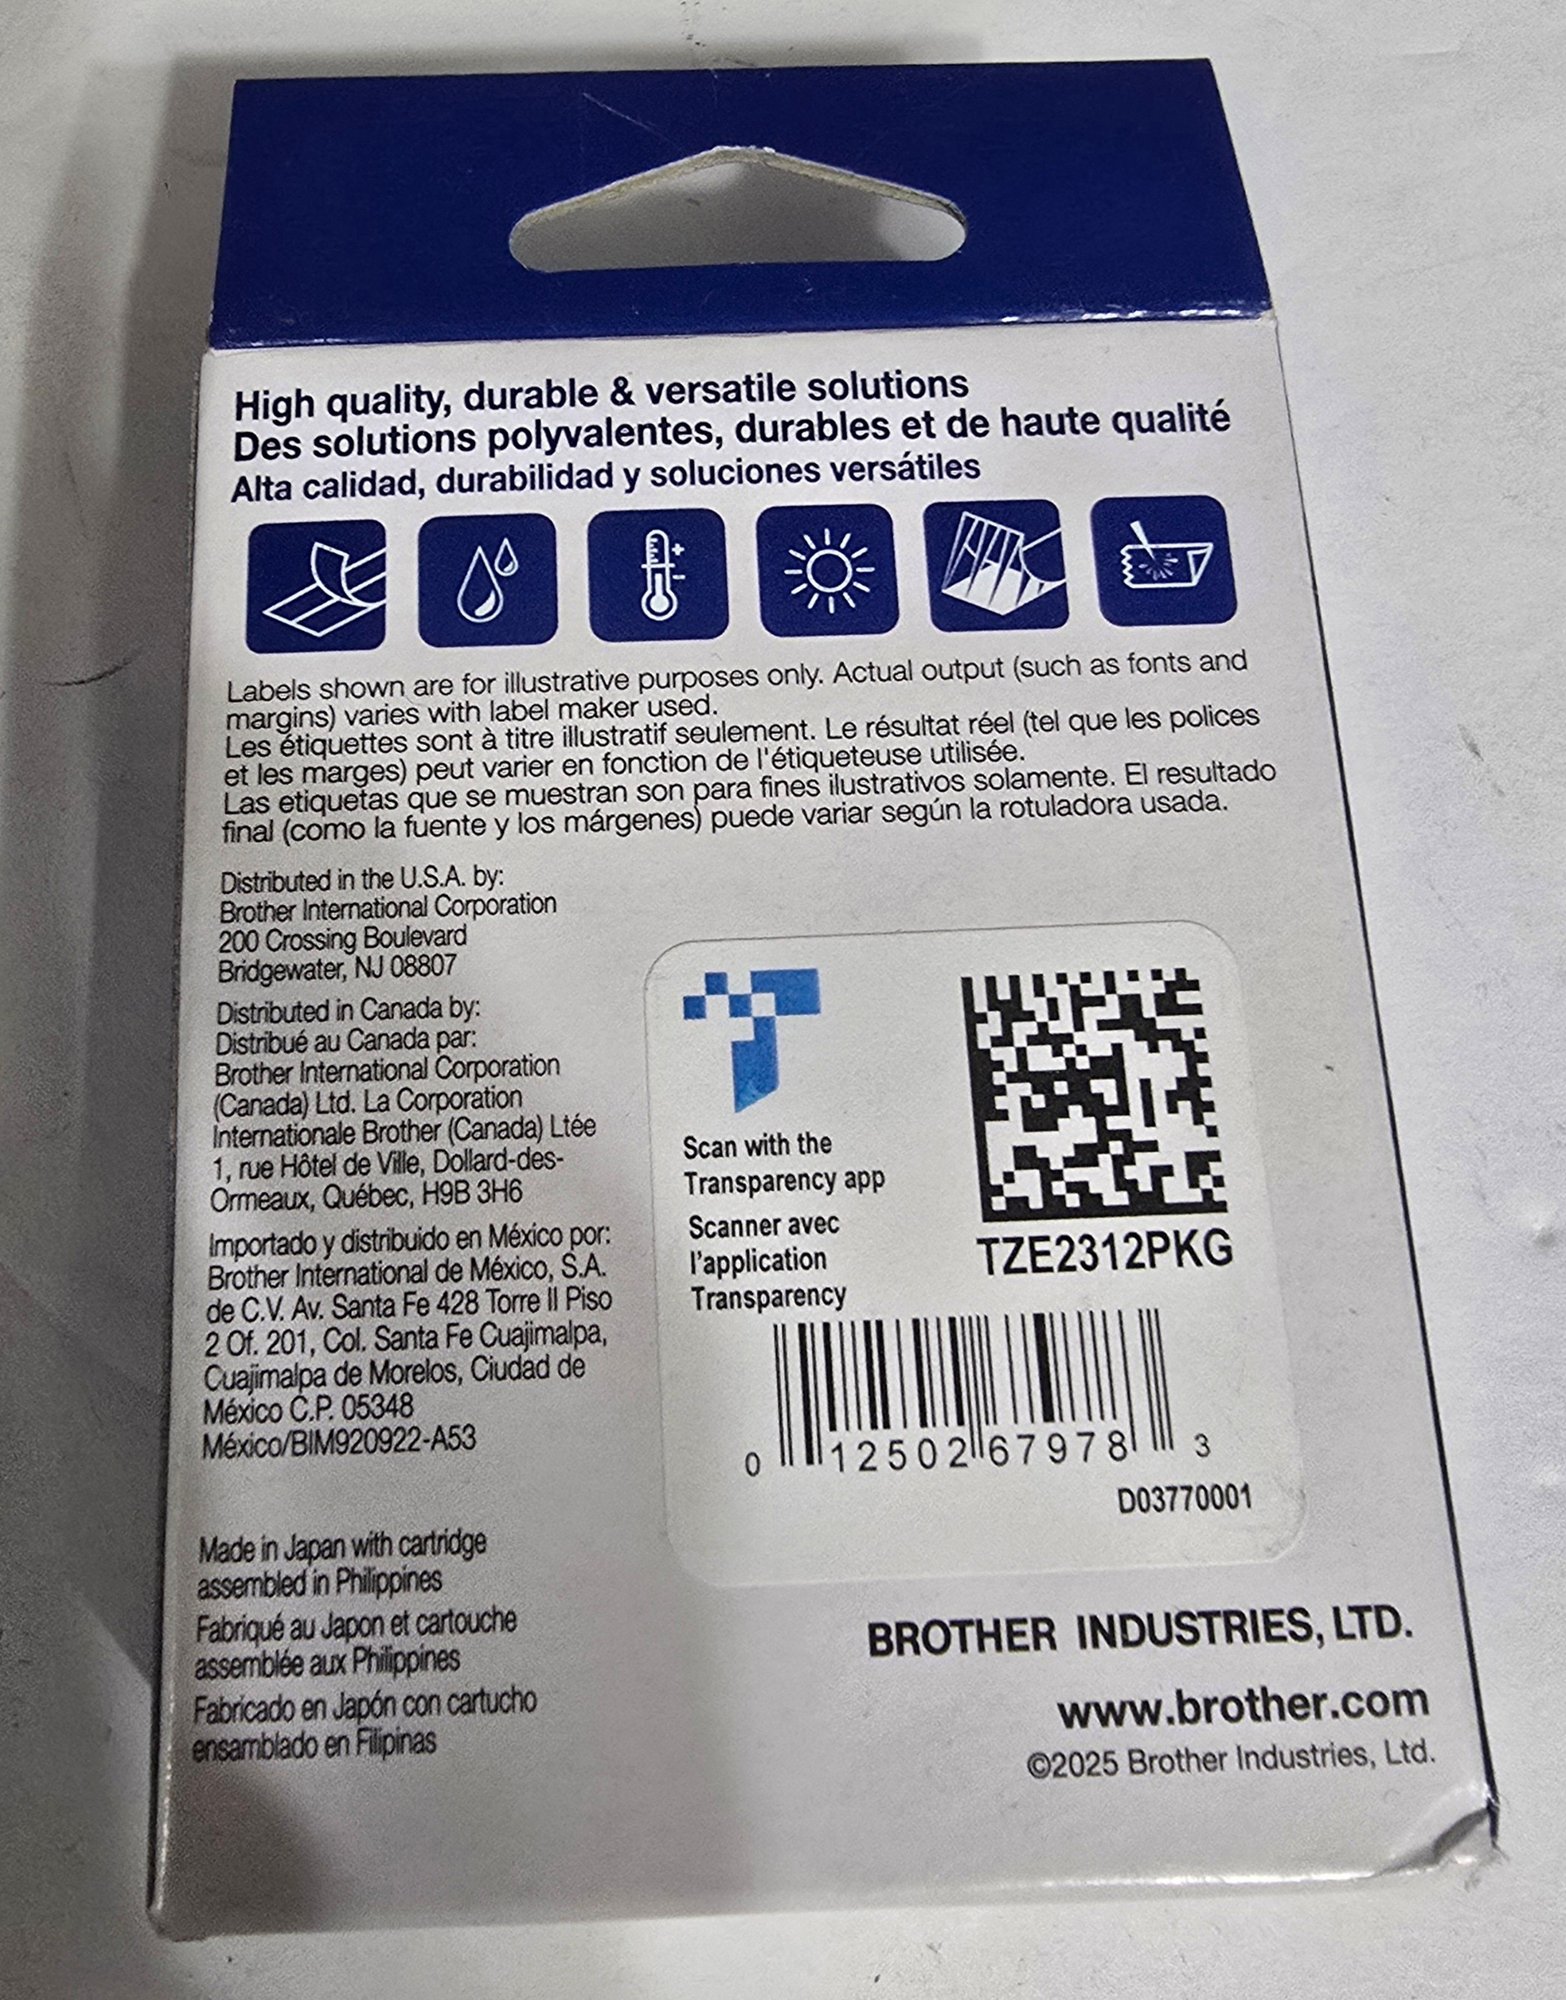 High quality, durable & versatile solutions
Des solutions polyvalentes, durables et de haute qualité
Alta calidad, durabilidad y soluciones versátiles
Labels shown are for illustrative purposes only. Actual output (such as fonts and
margins) varies with label maker used.
Les étiquettes sont à titre illustratif seulement. Le résultat réel (tel que les polices
et les marges) peut varier en fonction de l'étiqueteuse utilisée.
Las etiquetas que se muestran son para fines ilustrativos solamente. El resultado
final (como la fuente y los márgenes) puede variar según la rotuladora usada.
Distributed in the U.S.A. by:
Brother International Corporation
200 Crossing Boulevard
Bridgewater, NJ 08807
Distributed in Canada by:
Distribué au Canada par:
Brother International Corporation
(Canada) Ltd. La Corporation
Internationale Brother (Canada) Ltée
1, rue Hôtel de Ville, Dollard-des-
Ormeaux, Québec, H9B 3H6
Importado y distribuido en México por:
Brother International de México, S.A.
de C.V. Av. Santa Fe 428 Torre II Piso
2 Of. 201, Col. Santa Fe Cuajimalpa,
Cuajimalpa de Morelos, Ciudad de
México C.P. 05348
México/BIM920922-A53
Made in Japan with cartridge
assembled in Philippines
Fabriqué au Japon et cartouche
assemblée aux Philippines
Fabricado en Japón con cartucho
ensamblado en Filipinas
Scan with the
Transparency app
Scanner avec
l'application
Transparency
TZE2312PKG
0 12502 67978 3
D03770001
BROTHER INDUSTRIES, LTD.
www.brother.com
©2025 Brother Industries, Ltd.